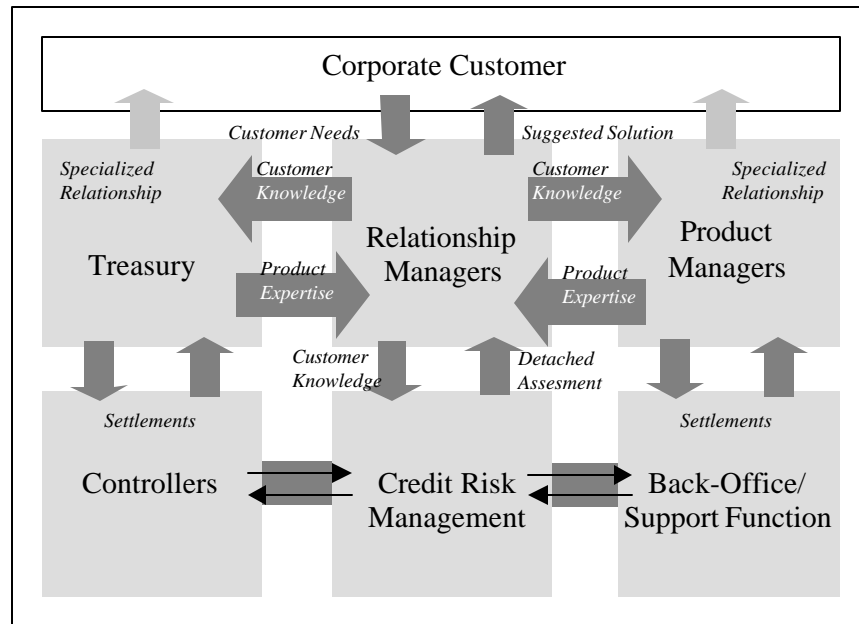 Corporate Customer
Customer Needs
Suggested Solution
Specialized
Relationship
Customer
Knowledge
Customer
Knowledge
Specialized
Relationship
Treasury
Relationship
Managers
Product
Managers
Product
Expertise
Product
Expertise
Customer
Knowledge
Detached
Assesment
Settlements
Settlements
Controllers
Credit Risk
Management
Back-Office/
Support Function